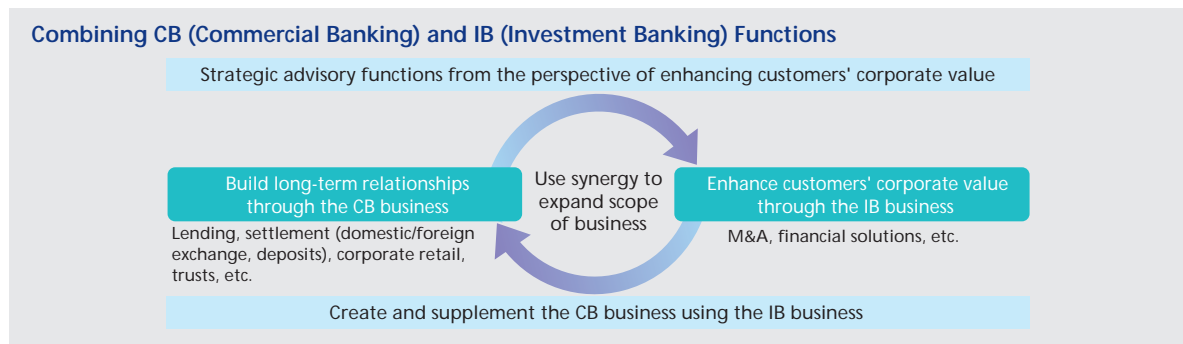 Combining CB (Commercial Banking) and IB (Investment Banking) Functions
Strategic advisory functions from the perspective of enhancing customers' corporate value
Build long-term relationships
through the CB business
Lending, settlement (domestic/foreign
exchange, deposits), corporate retail,
trusts, etc.
Use synergy to
expand scope
of business
Enhance customers' corporate value
through the IB business
M&A, financial solutions, etc.
Create and supplement the CB business using the IB business